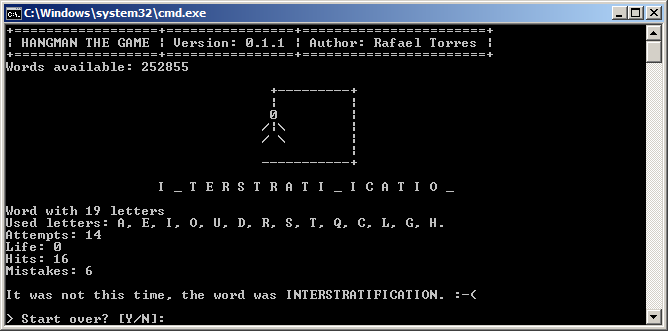 C:\Windows\system32\cmd.exe
HANGMAN THE GAME ¦ Version: 0.1.1 ¦ Author: Rafael Torres
Words available: 252855
I _ T E R S T R A T I _ I C A T I O _
Word with 19 letters
Used letters: A, E, I, O, U, D, R, S, T, Q, C, L, G, H.
Attempts: 14
Life: 0
Hits: 16
Mistakes: 6
It was not this time, the word was INTERSTRATIFICATION. :-(
> Start over? [Y/N]: